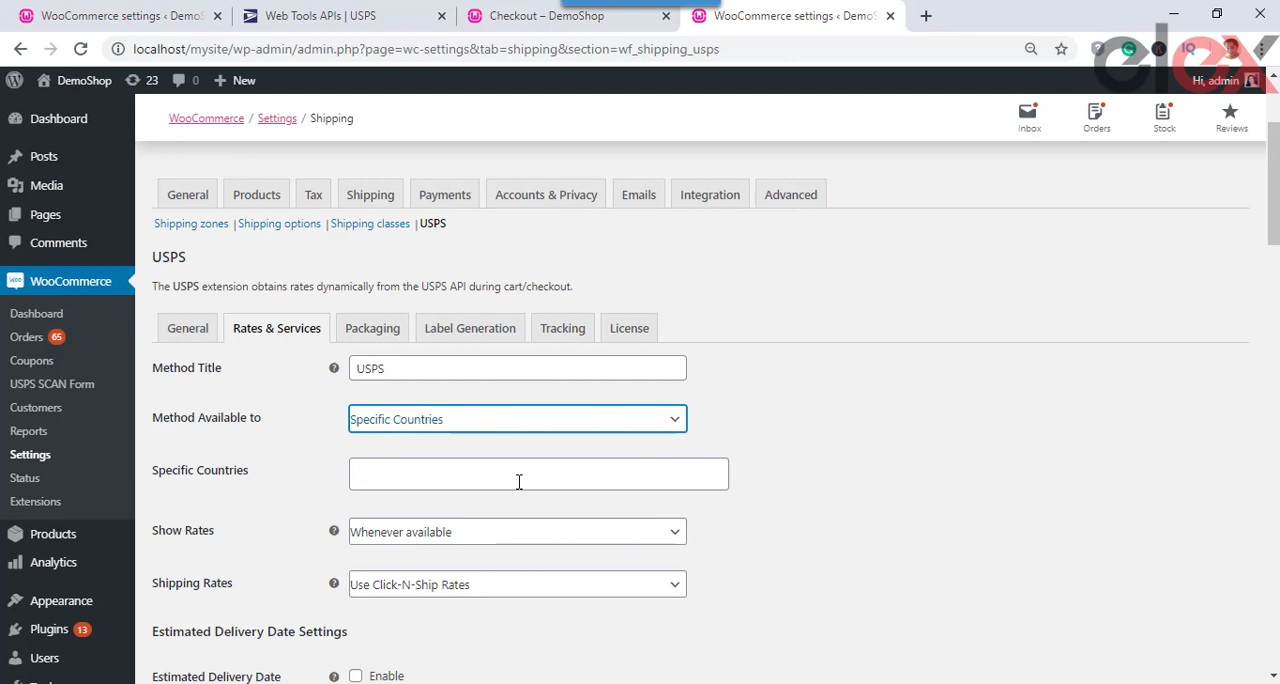 WooCommerce settings ‹ DemoS
Web Tools APIs | USPS
Checkout – DemoShop
WooCommerce settings ‹ DemoS
localhost/mysite/wp-admin/admin.php?page=wc-settings&tab=shipping&section=wf_shipping_usps
elex
DemoShop
23
0
New
Hi, admin
Dashboard
Posts
Media
Pages
Comments
WooCommerce
Dashboard
Orders 65
Coupons
USPS SCAN Form
Customers
Reports
Settings
Status
Extensions
Products
Analytics
Appearance
Plugins 13
Users
WooCommerce / Settings / Shipping
Inbox
Orders
Stock
Reviews
General
Products
Tax
Shipping
Payments
Accounts & Privacy
Emails
Integration
Advanced
Shipping zones | Shipping options | Shipping classes | USPS
USPS
The USPS extension obtains rates dynamically from the USPS API during cart/checkout.
General
Rates & Services
Packaging
Label Generation
Tracking
License
Method Title
USPS
Method Available to
Specific Countries
Specific Countries
Show Rates
Whenever available
Shipping Rates
Use Click-N-Ship Rates
Estimated Delivery Date Settings
Estimated Delivery Date
Enable